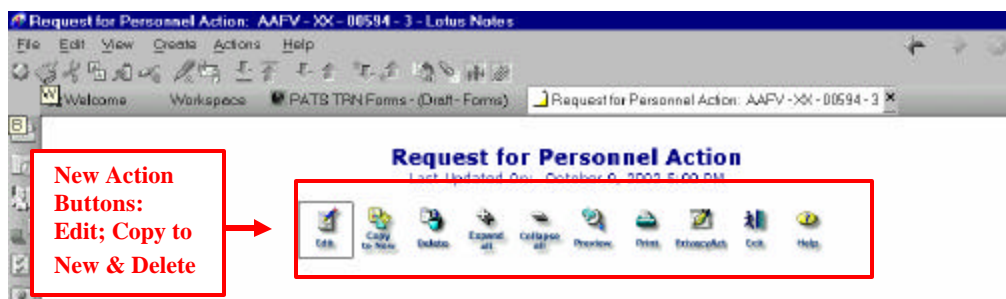 Request for Personnel Action: AAFV - XX - 00594 - 3 - Lotus Notes
File Edit View Create Actions Help
Welcome Workspace PATS TRN Forms - (Draft - Forms) Request for Personnel Action: AAFV - XX - 00594 - 3
Request for Personnel Action
Last Updated On: October 9, 2002 5:00 PM
New Action
Buttons:
Edit; Copy to
New & Delete
Edit Copy to New Delete Expand all Collapse all Preview Print PrivacyAct Exit Help